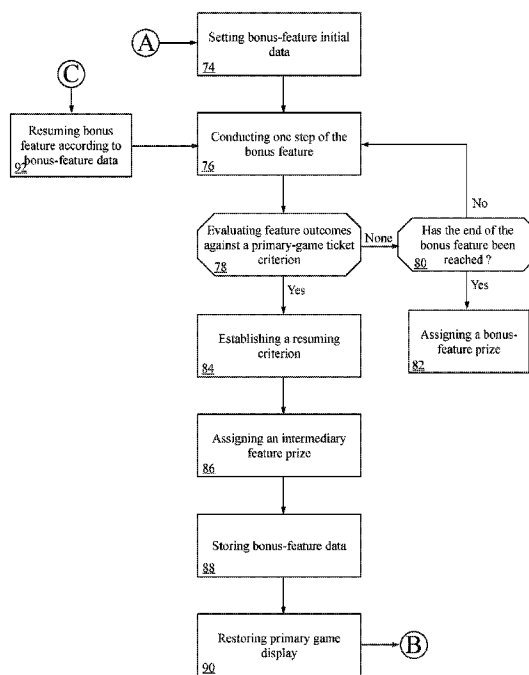 A
Setting bonus-feature initial
data
74
C
Resuming bonus
feature according to
bonus-feature data
92
Conducting one step of the
bonus feature
76
No
Evaluating feature outcomes
against a primary-game ticket
criterion
78
None
Has the end of the
bonus feature been
reached ?
80
Yes
Yes
Establishing a resuming
criterion
84
Assigning a bonus-
feature prize
82
Assigning an intermediary
feature prize
86
Storing bonus-feature data
88
Restoring primary game
display
90
B